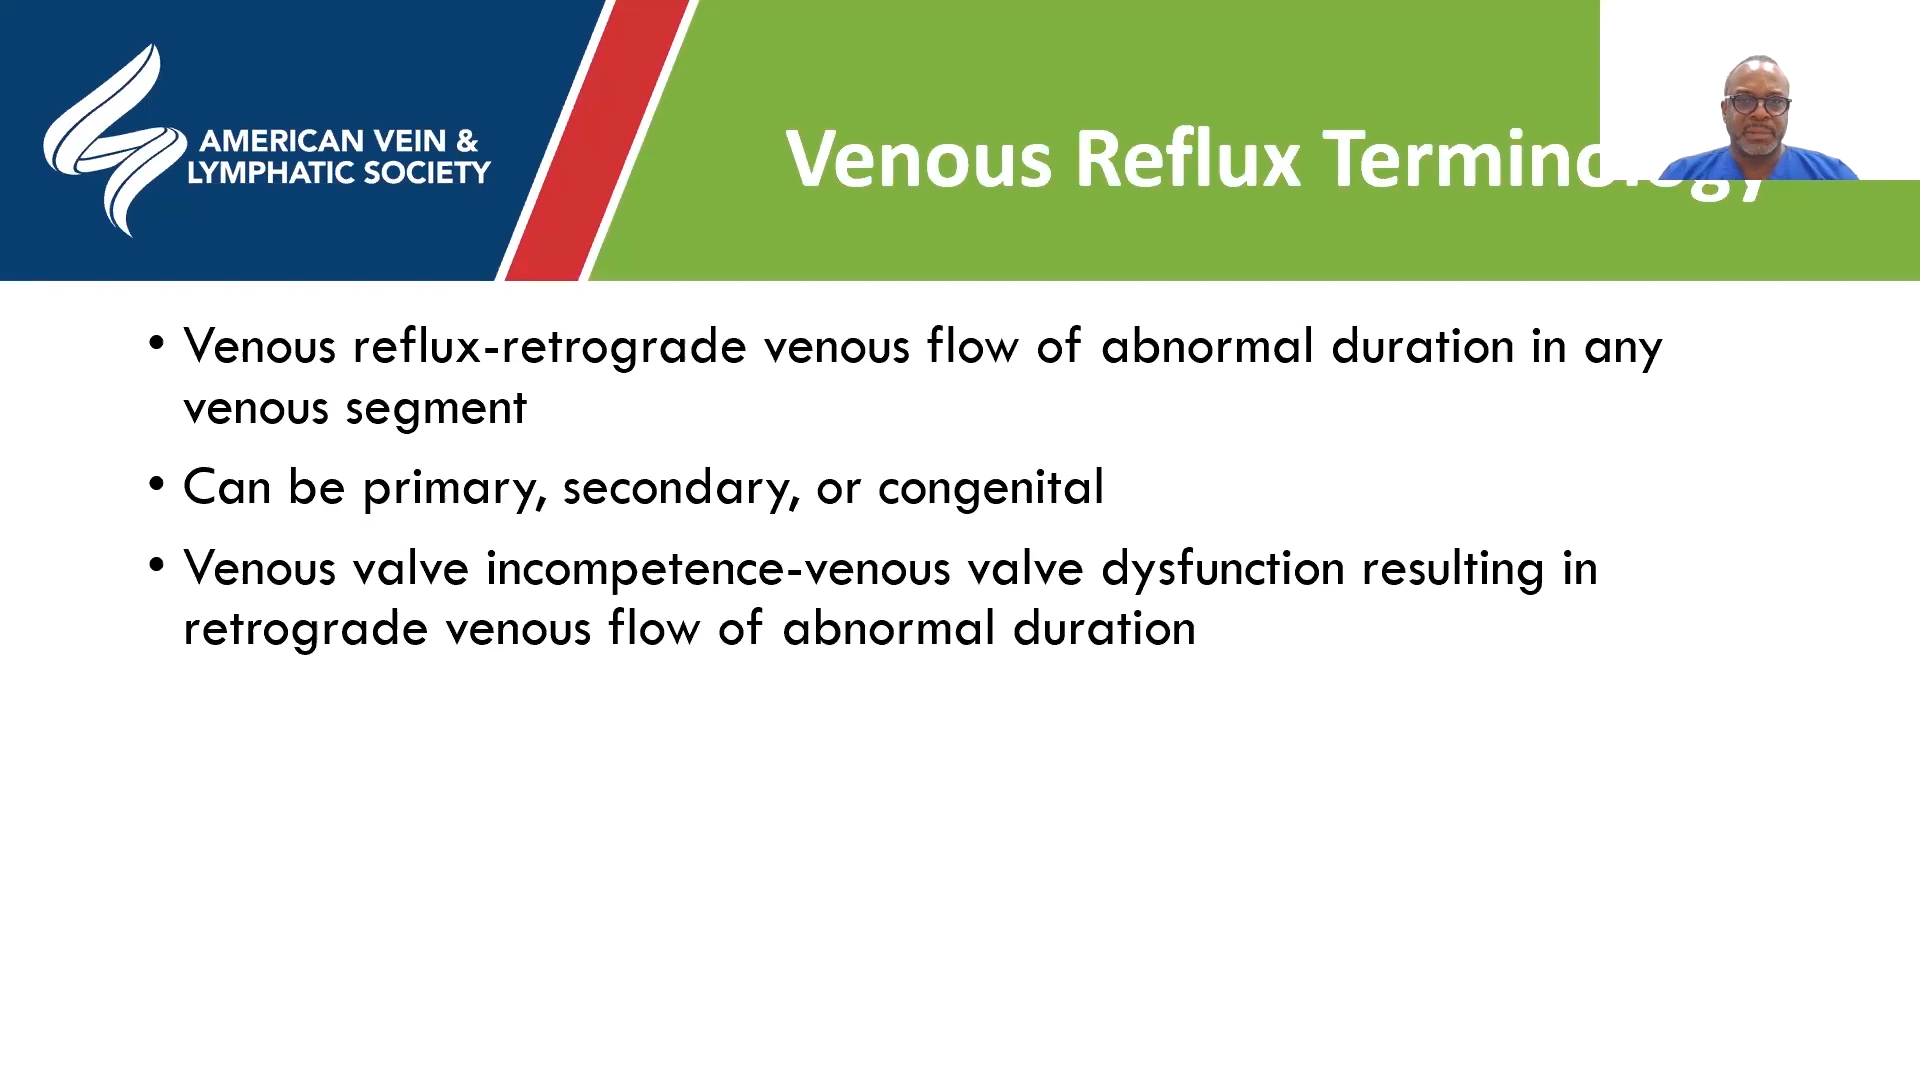 AMERICAN VEIN &
LYMPHATIC SOCIETY
Venous Reflux Terminology
• Venous reflux-retrograde venous flow of abnormal duration in any
venous segment
• Can be primary, secondary, or congenital
• Venous valve incompetence-venous valve dysfunction resulting in
retrograde venous flow of abnormal duration